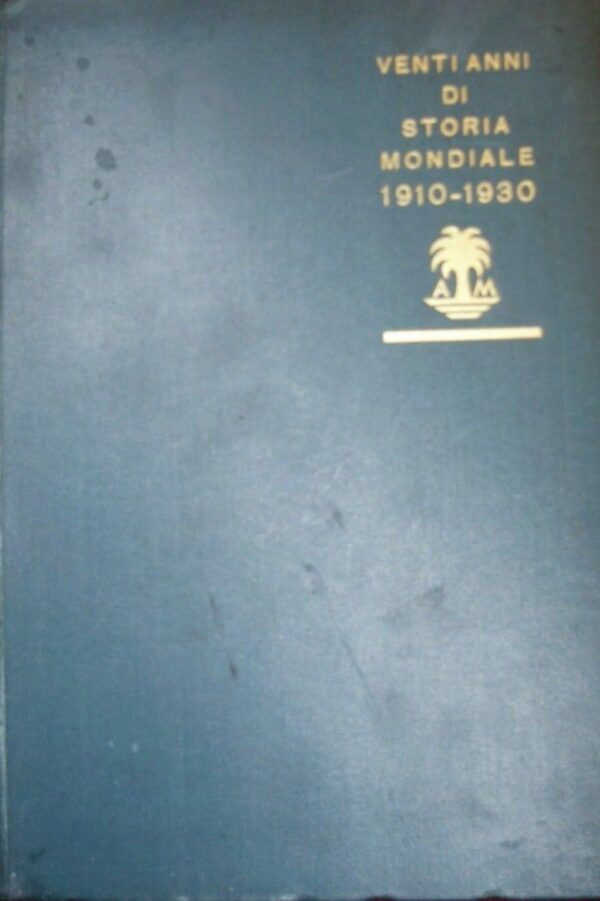 VENTI ANNI
DI
STORIA
MONDIALE
1910-1930
A M